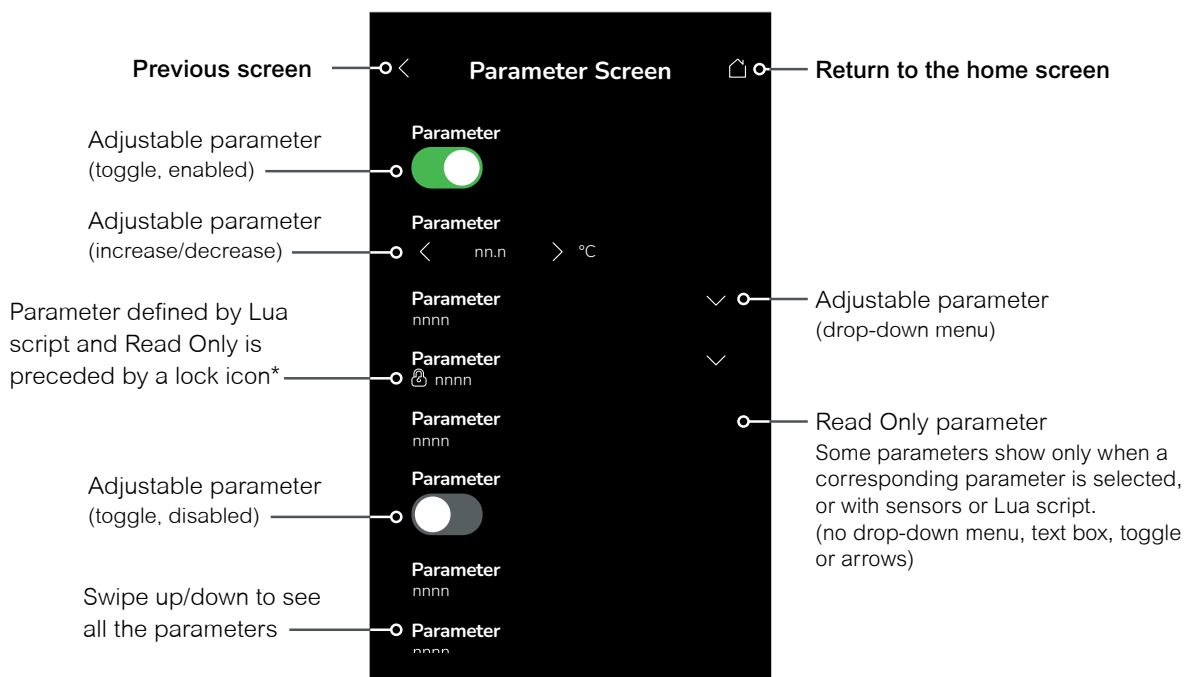 Previous screen
Parameter Screen
Return to the home screen
Adjustable parameter
(toggle, enabled)
Parameter
Adjustable parameter
(increase/decrease)
Parameter
nn.n
°C
Parameter defined by Lua
script and Read Only is
preceded by a lock icon*
Parameter
nnnn
Adjustable parameter
(drop-down menu)
Parameter
nnnn
Parameter
nnnn
Read Only parameter
Some parameters show only when a
corresponding parameter is selected,
or with sensors or Lua script.
(no drop-down menu, text box, toggle
or arrows)
Adjustable parameter
(toggle, disabled)
Parameter
Parameter
nnnn
Swipe up/down to see
all the parameters
Parameter
nnnn